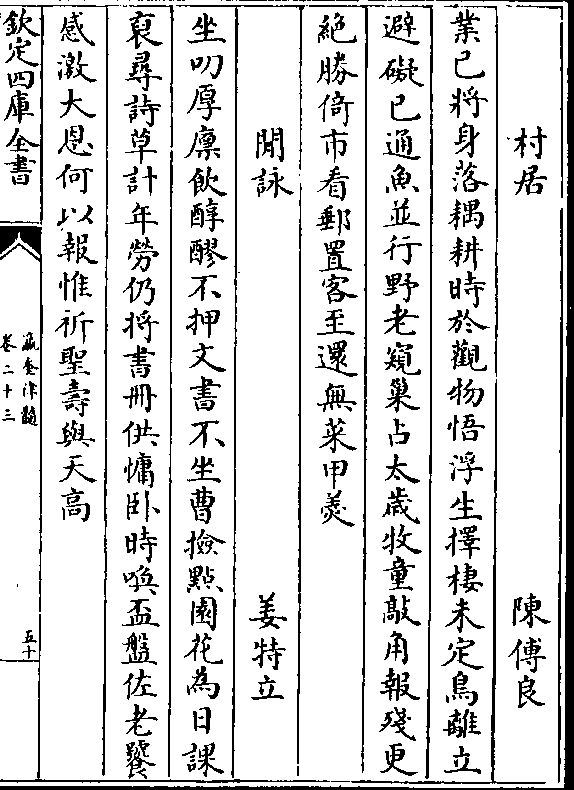 村居　陳傅良
業已將身落耦耕時於觀物悟浮生擇棲未定鳥離立
避礙已通魚並行野老窺巢占太歳牧童敲角報殘更
絶勝倚市看郵置客至還無菜甲羮
閒詠　姜特立
坐叨厚廪飲醇醪不押文書不坐曹撿點園花為日課
裒尋詩草計年勞仍將書冊供慵卧時喚盃盤佐老饕
感激大恩何以報惟祈聖壽與天高
欽定四庫全書
瀛奎律髓
卷二十三
五十